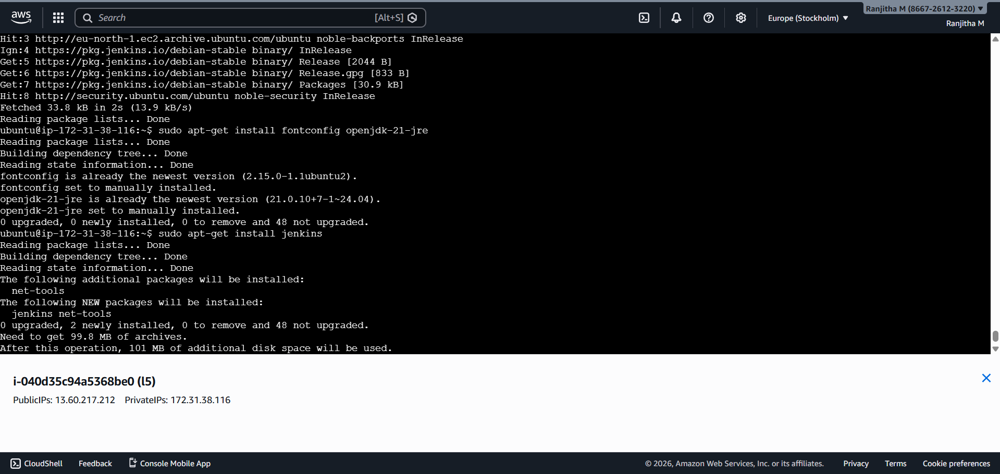 aws
Search [Alt+S]
Europe (Stockholm) ▼
Ranjitha M (8667-2612-3220) ▼
Ranjitha M
Hit:3 http://eu-north-1.ec2.archive.ubuntu.com/ubuntu noble-backports InRelease
Ign:4 https://pkg.jenkins.io/debian-stable binary/ InRelease
Get:5 https://pkg.jenkins.io/debian-stable binary/ Release [2044 B]
Get:6 https://pkg.jenkins.io/debian-stable binary/ Release.gpg [833 B]
Get:7 https://pkg.jenkins.io/debian-stable binary/ Packages [30.9 kB]
Hit:8 http://security.ubuntu.com/ubuntu noble-security InRelease
Fetched 33.8 kB in 2s (13.9 kB/s)
Reading package lists... Done
ubuntu@ip-172-31-38-116:~$ sudo apt-get install fontconfig openjdk-21-jre
Reading package lists... Done
Building dependency tree... Done
Reading state information... Done
fontconfig is already the newest version (2.15.0-1.1ubuntu2).
fontconfig set to manually installed.
openjdk-21-jre is already the newest version (21.0.10+7-1~24.04).
openjdk-21-jre set to manually installed.
0 upgraded, 0 newly installed, 0 to remove and 48 not upgraded.
ubuntu@ip-172-31-38-116:~$ sudo apt-get install jenkins
Reading package lists... Done
Building dependency tree... Done
Reading state information... Done
The following additional packages will be installed:
  net-tools
The following NEW packages will be installed:
  jenkins net-tools
0 upgraded, 2 newly installed, 0 to remove and 48 not upgraded.
Need to get 99.8 MB of archives.
After this operation, 101 MB of additional disk space will be used.
i-040d35c94a5368be0 (l5)
PublicIPs: 13.60.217.212 PrivateIPs: 172.31.38.116
CloudShell Feedback Console Mobile App © 2026, Amazon Web Services, Inc. or its affiliates. Privacy Terms Cookie preferences